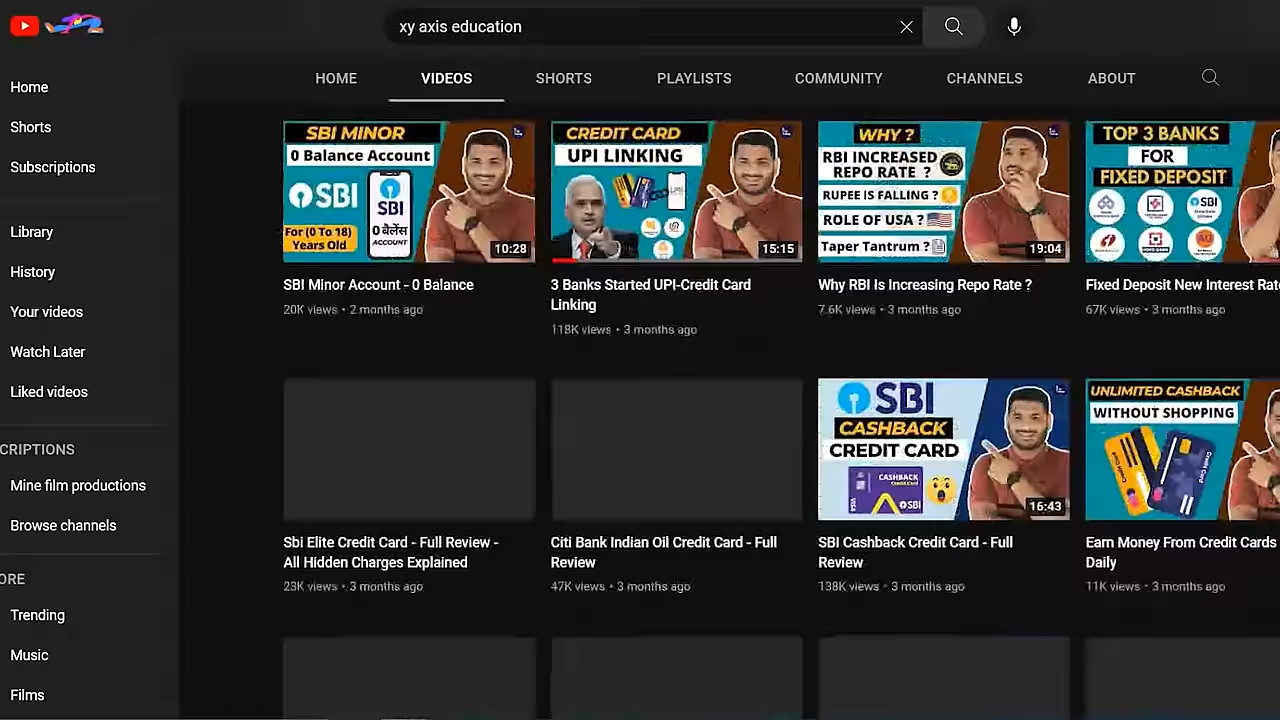 xy axis education
HOME
VIDEOS
SHORTS
PLAYLISTS
COMMUNITY
CHANNELS
ABOUT
Home
Shorts
Subscriptions
Library
History
Your videos
Watch Later
Liked videos
CRIPTIONS
Mine film productions
Browse channels
ORE
Trending
Music
Films
SBI MINOR
0 Balance Account
SBI
SBI
0 बैलेंस
ACCOUNT
For (0 To 18)
Years Old
10:28
SBI Minor Account - 0 Balance
20K views • 2 months ago
CREDIT CARD
UPI LINKING
15:15
3 Banks Started UPI-Credit Card
Linking
118K views • 3 months ago
WHY ?
RBI INCREASED
REPO RATE ?
RUPEE IS FALLING ?
ROLE OF USA ?
Taper Tantrum ?
19:04
Why RBI Is Increasing Repo Rate ?
7.6K views • 3 months ago
TOP 3 BANKS
FOR
FIXED DEPOSIT
SBI
Fixed Deposit New Interest Rate
67K views • 3 months ago
Sbi Elite Credit Card - Full Review -
All Hidden Charges Explained
23K views • 3 months ago
Citi Bank Indian Oil Credit Card - Full
Review
47K views • 3 months ago
SBI
CASHBACK
CREDIT CARD
CASHBACK
SBI
VISA
16:43
SBI Cashback Credit Card - Full
Review
138K views • 3 months ago
UNLIMITED CASHBACK
WITHOUT SHOPPING
Credit Card
Credit Card
Earn Money From Credit Cards
Daily
11K views • 3 months ago